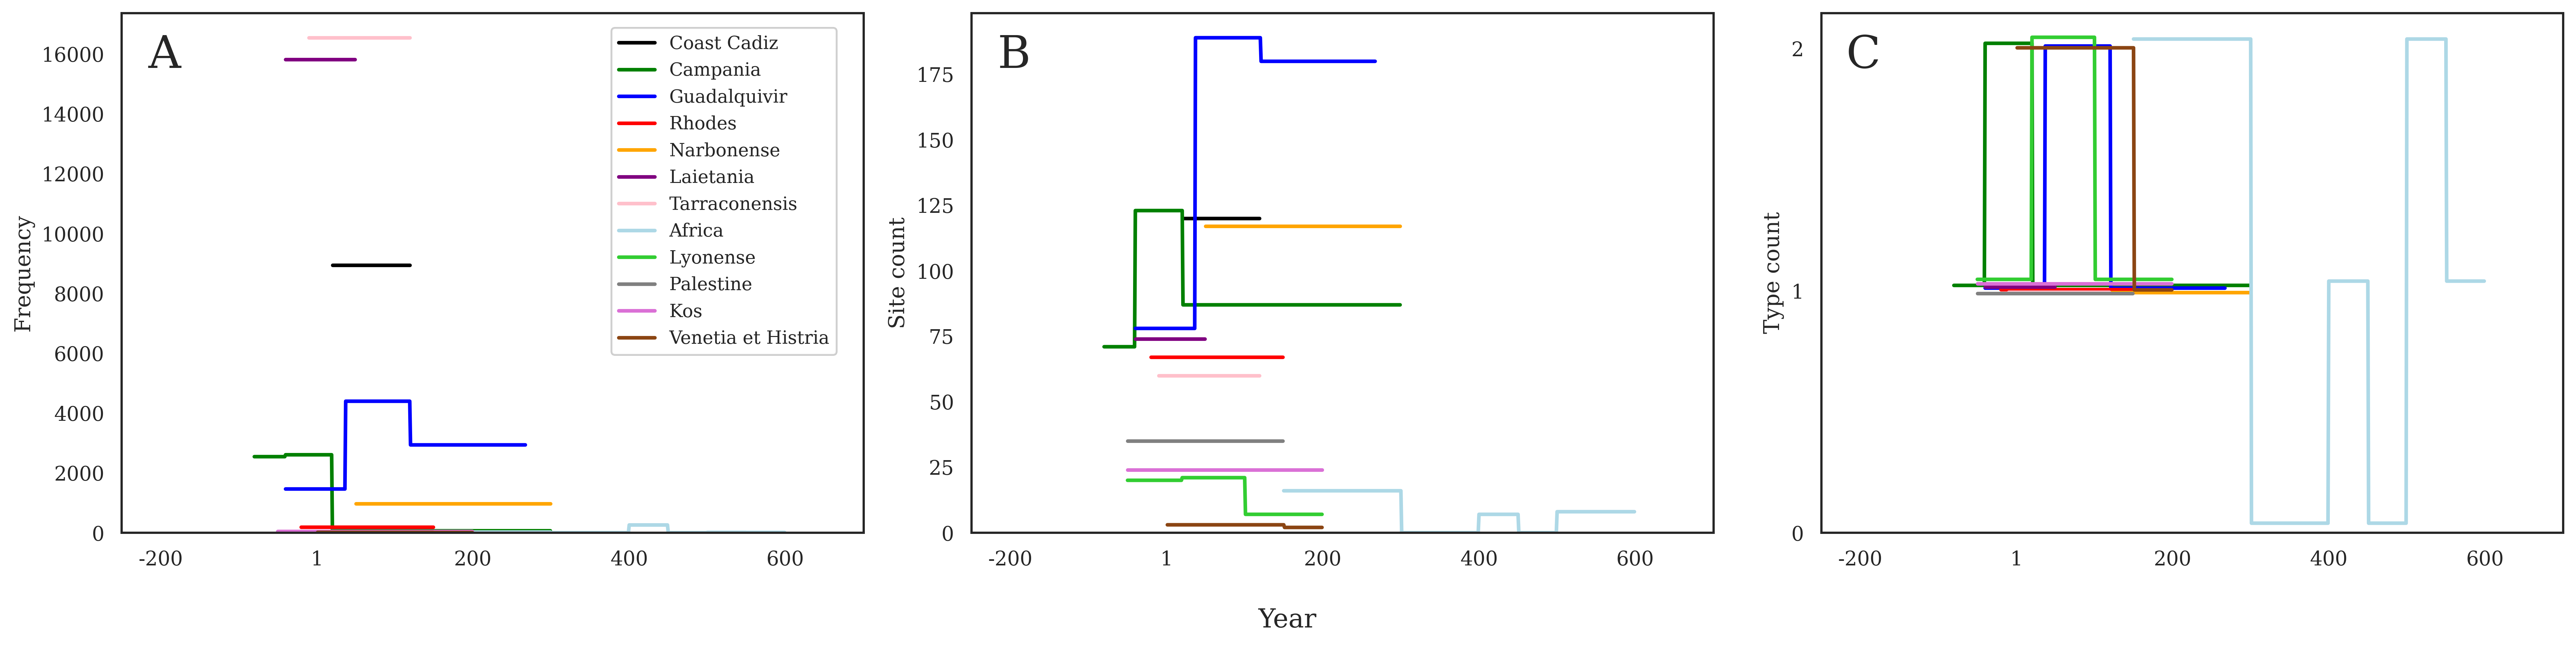 A
Frequency
16000
14000
12000
10000
8000
6000
4000
2000
0
-200 1 200 400 600
Coast Cadiz
Campania
Guadalquivir
Rhodes
Narbonense
Laietania
Tarraconensis
Africa
Lyonense
Palestine
Kos
Venetia et Histria
B
Site count
175
150
125
100
75
50
25
0
-200 1 200 400 600
Year
C
Type count
2
1
0
-200 1 200 400 600